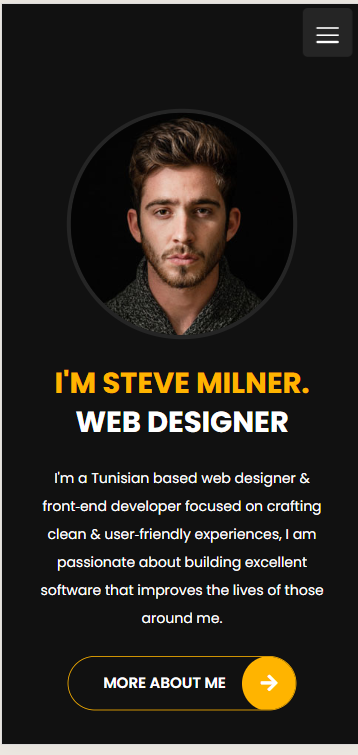 I'M STEVE MILNER.
WEB DESIGNER
I'm a Tunisian based web designer &
front-end developer focused on crafting
clean & user-friendly experiences, I am
passionate about building excellent
software that improves the lives of those
around me.
MORE ABOUT ME